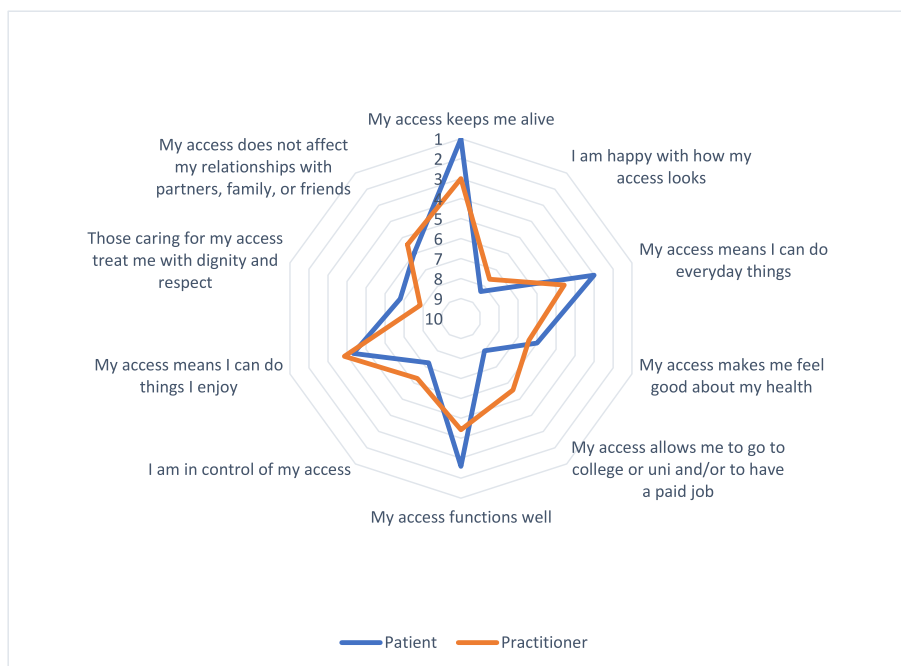 My access keeps me alive
I am happy with how my
access looks
My access means I can do
everyday things
My access makes me feel
good about my health
My access allows me to go to
college or uni and/or to have
a paid job
My access functions well
I am in control of my access
My access means I can do
things I enjoy
Those caring for my access
treat me with dignity and
respect
My access does not affect
my relationships with
partners, family, or friends
1
2
3
4
5
6
7
8
9
10
Patient
Practitioner